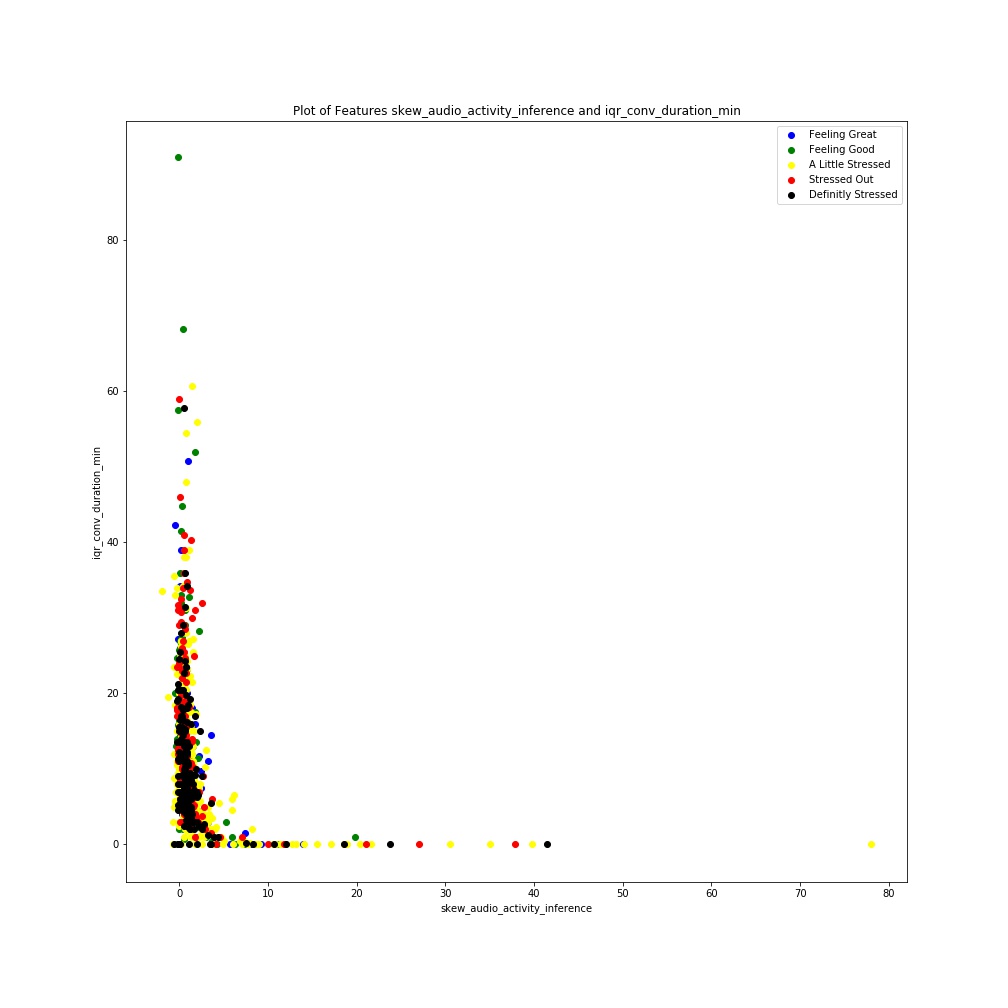 Plot of Features skew_audio_activity_inference and iqr_conv_duration_min
Feeling Great
Feeling Good
A Little Stressed
Stressed Out
Definitly Stressed
80
60
40
20
0
iqr_conv_duration_min
0 10 20 30 40 50 60 70 80
skew_audio_activity_inference